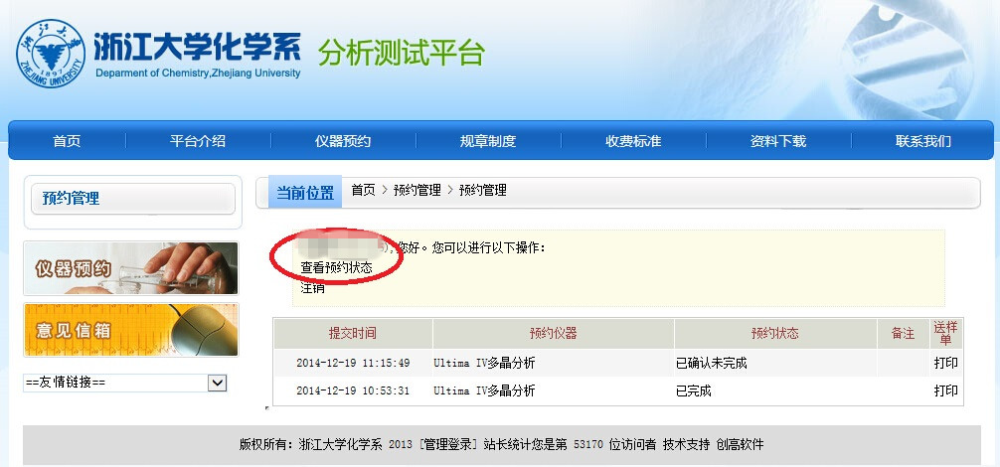 浙江大学化学系 分析测试平台
Deparment of Chemistry,Zhejiang University
浙江大学
ZHEJIANG UNIVERSITY
1897
首页 平台介绍 仪器预约 规章制度 收费标准 资料下载 联系我们
预约管理
仪器预约
意见信箱
==友情链接==
当前位置 首页 > 预约管理 > 预约管理
),您好。您可以进行以下操作:
查看预约状态
注销
提交时间 预约仪器 预约状态 备注 送样单
2014-12-19 11:15:49 Ultima IV多晶分析 已确认未完成 打印
2014-12-19 10:53:31 Ultima IV多晶分析 已完成 打印
版权所有：浙江大学化学系 2013 [管理登录] 站长统计您是第 53170 位访问者 技术支持 创高软件